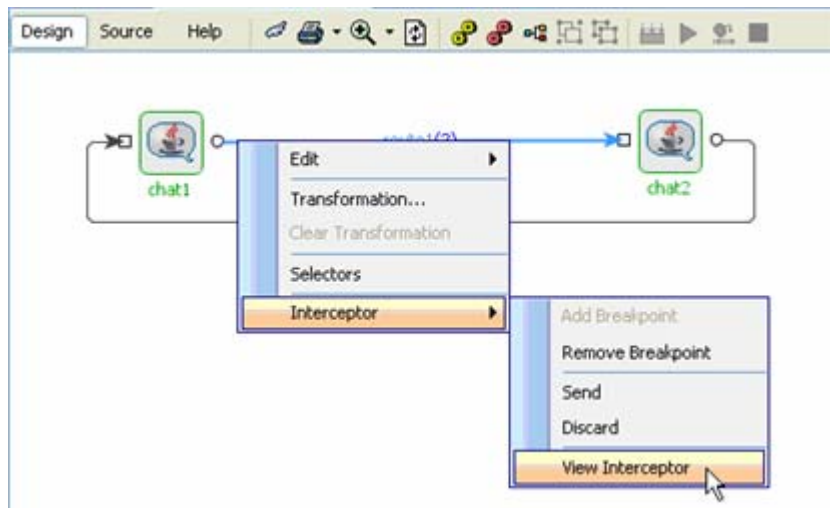 Design Source Help
chat1
chat2
Edit
Transformation...
Clear Transformation
Selectors
Interceptor
Add Breakpoint
Remove Breakpoint
Send
Discard
View Interceptor